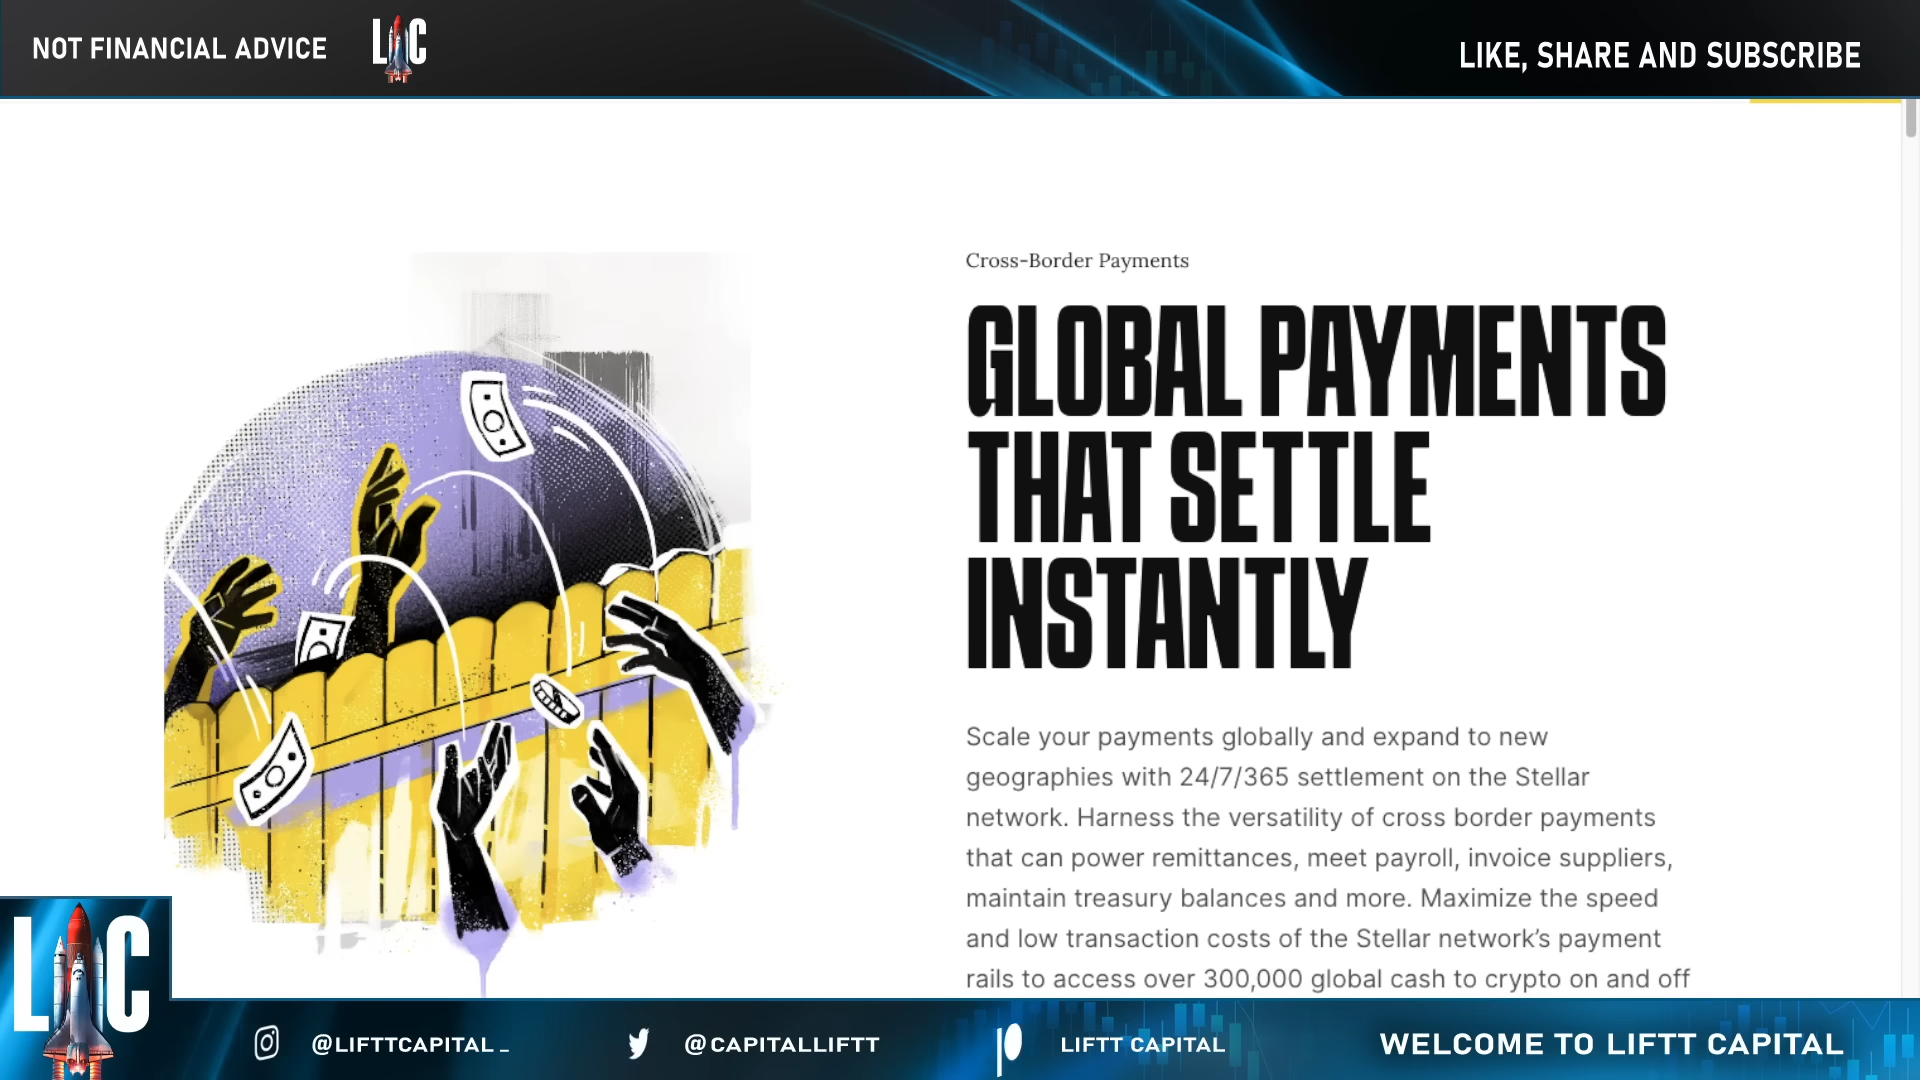 NOT FINANCIAL ADVICE
LC
LIKE, SHARE AND SUBSCRIBE
Cross-Border Payments
GLOBAL PAYMENTS
THAT SETTLE
INSTANTLY
Scale your payments globally and expand to new
geographies with 24/7/365 settlement on the Stellar
network. Harness the versatility of cross border payments
that can power remittances, meet payroll, invoice suppliers,
maintain treasury balances and more. Maximize the speed
and low transaction costs of the Stellar network’s payment
rails to access over 300,000 global cash to crypto on and off
LC
@LIFTTCAPITAL_
@CAPITALLIFTT
LIFTT CAPITAL
WELCOME TO LIFTT CAPITAL